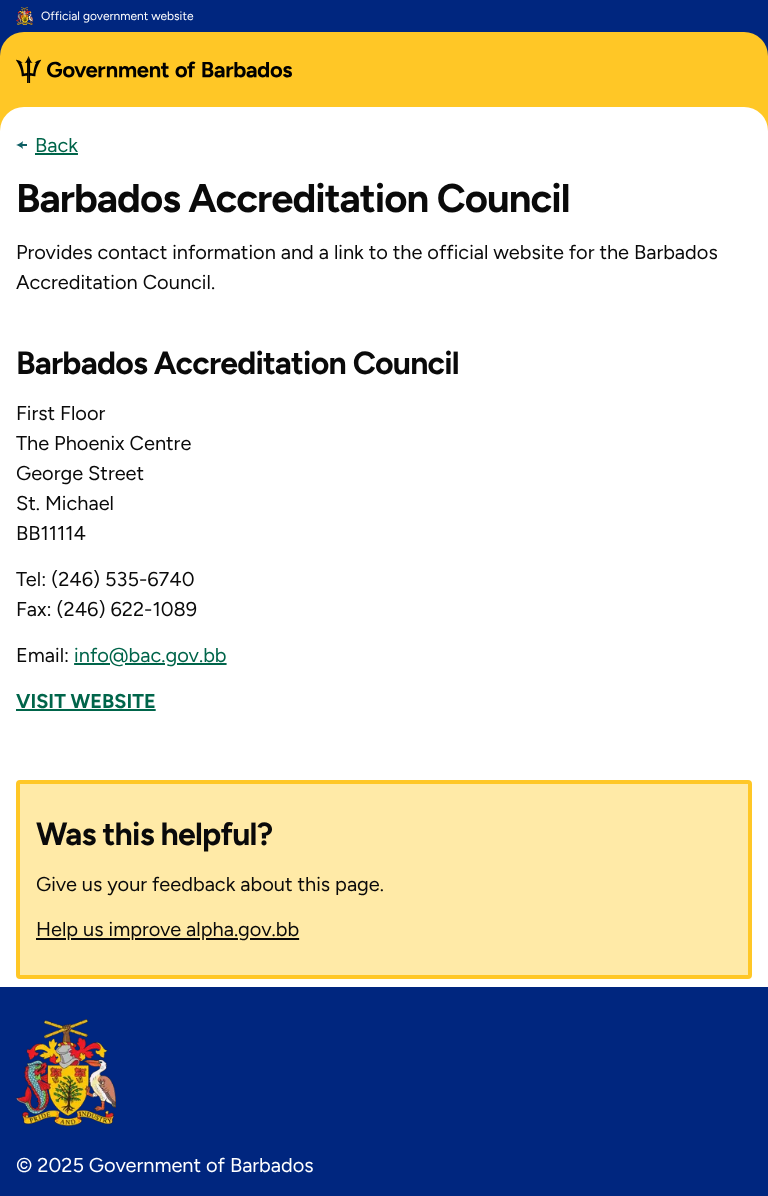 Official government website
Government of Barbados
Back
Barbados Accreditation Council
Provides contact information and a link to the official website for the Barbados
Accreditation Council.
Barbados Accreditation Council
First Floor
The Phoenix Centre
George Street
St. Michael
BB11114
Tel: (246) 535-6740
Fax: (246) 622-1089
Email: info@bac.gov.bb
VISIT WEBSITE
Was this helpful?
Give us your feedback about this page.
Help us improve alpha.gov.bb
PRIDE AND INDUSTRY
© 2025 Government of Barbados